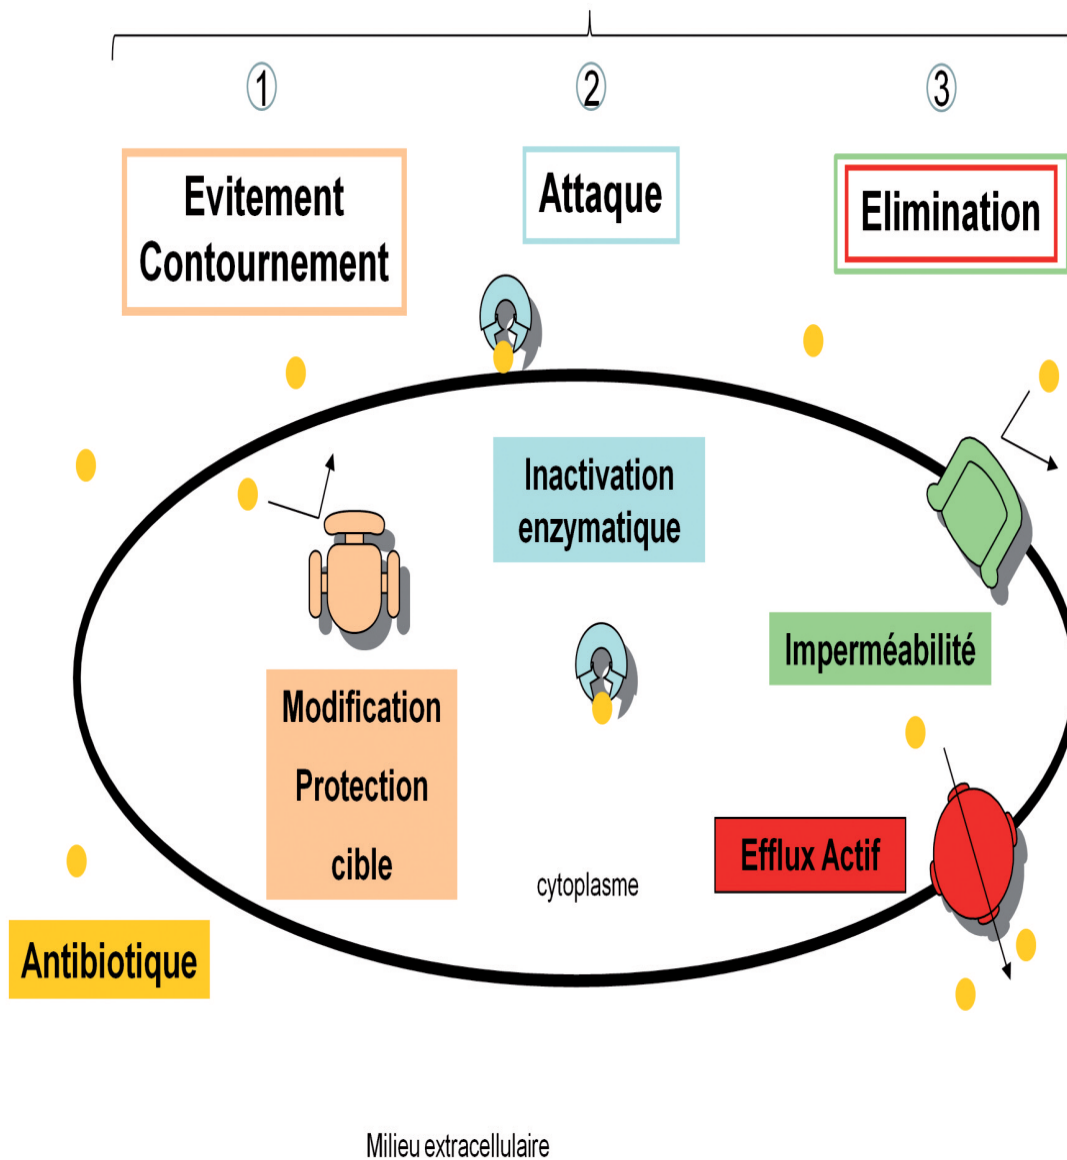 1
2
3
Evitement
Contournement
Attaque
Elimination
Inactivation
enzymatique
Imperméabilité
Modification
Protection
cible
Efflux Actif
cytoplasme
Antibiotique
Milieu extracellulaire